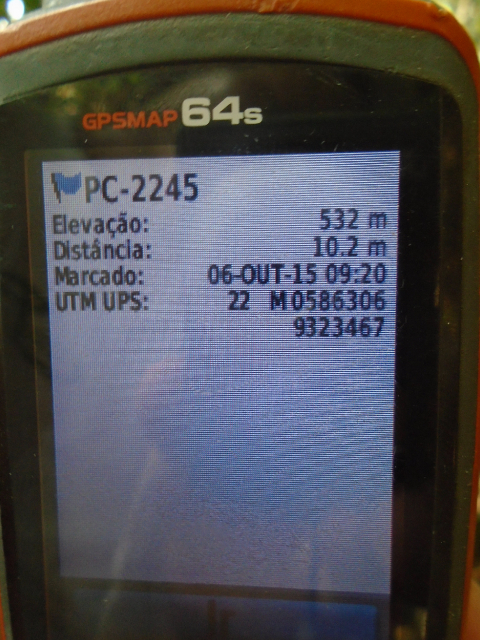 GPSMAP 64s
PC-2245
Elevação: 532 m
Distância: 10.2 m
Marcado: 06-OUT-15 09:20
UTM UPS: 22 M 0586306
9323467